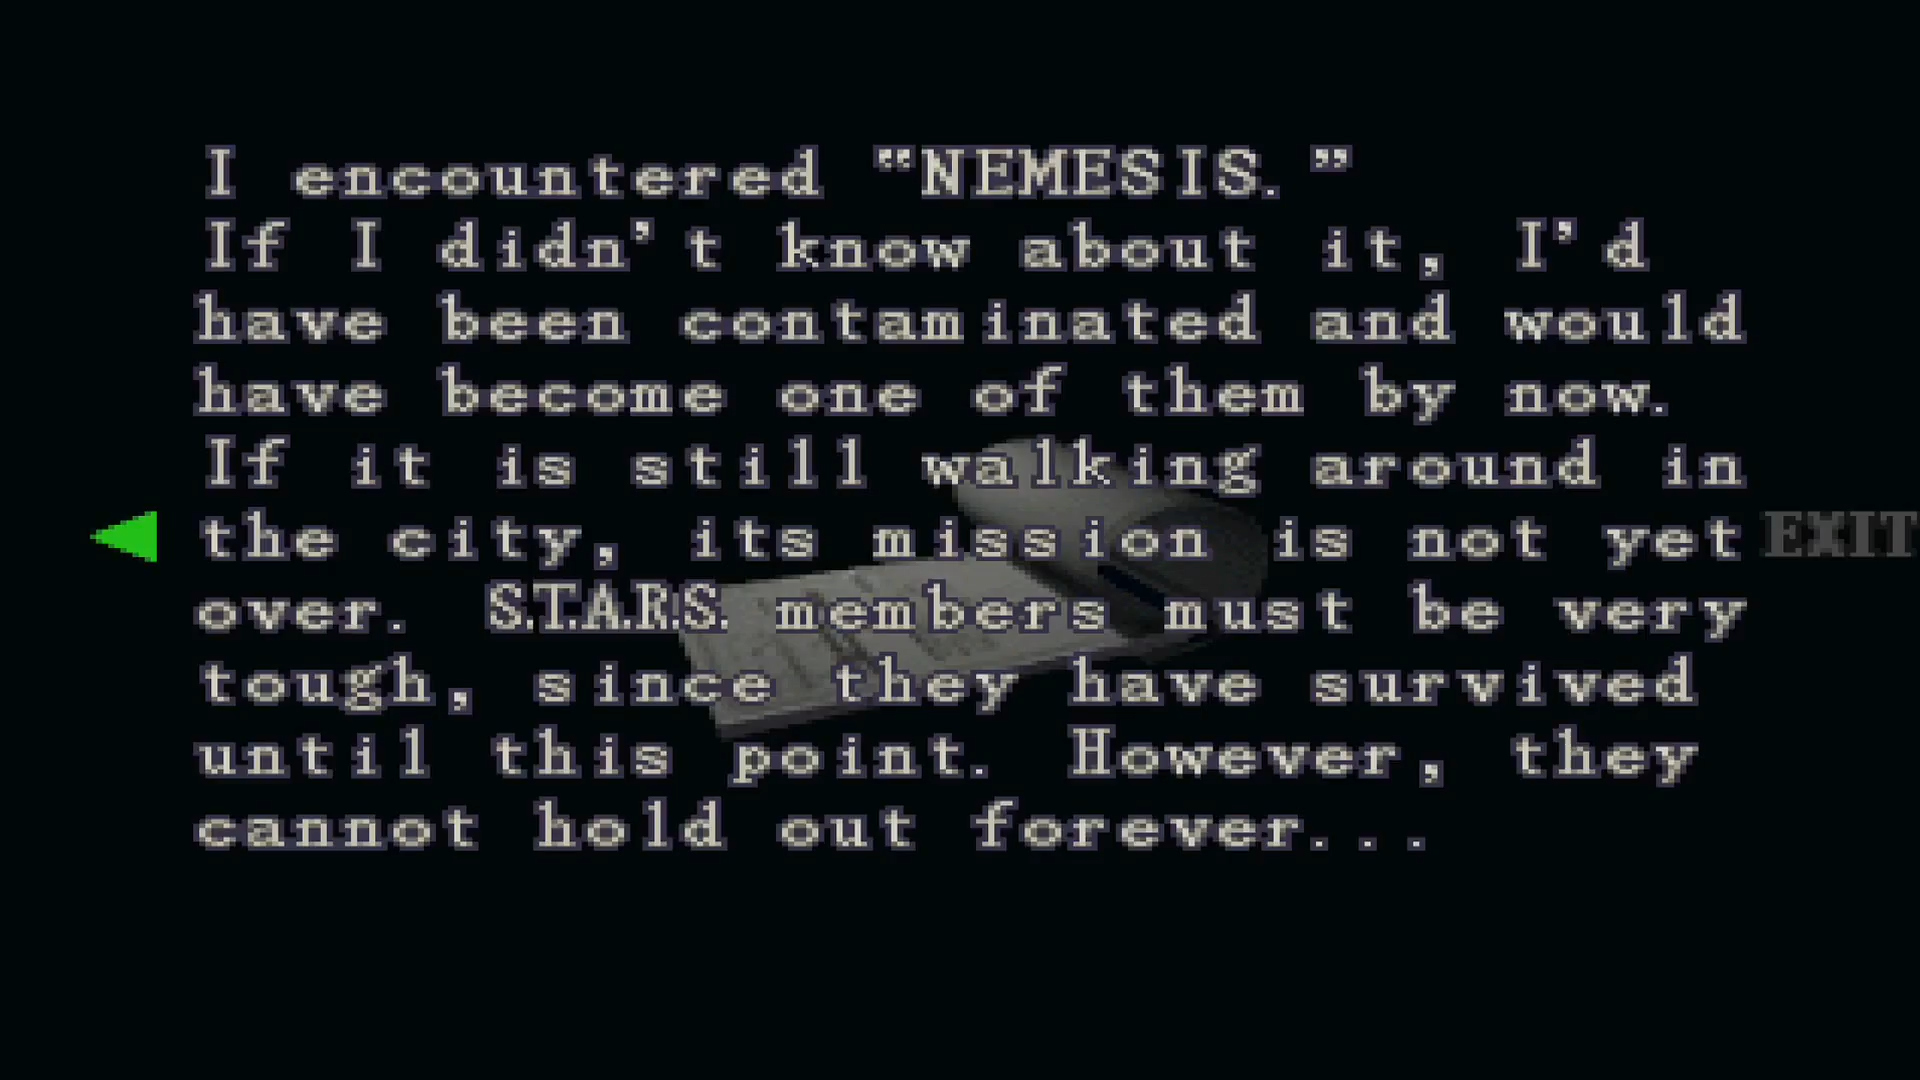 I encountered "NEMESIS."
If I didn't know about it, I'd
have been contaminated and would
have become one of them by now.
If it is still walking around in
the city, its mission is not yet
EXIT
over. S.T.A.R.S. members must be very
tough, since they have survived
until this point. However, they
cannot hold out forever...